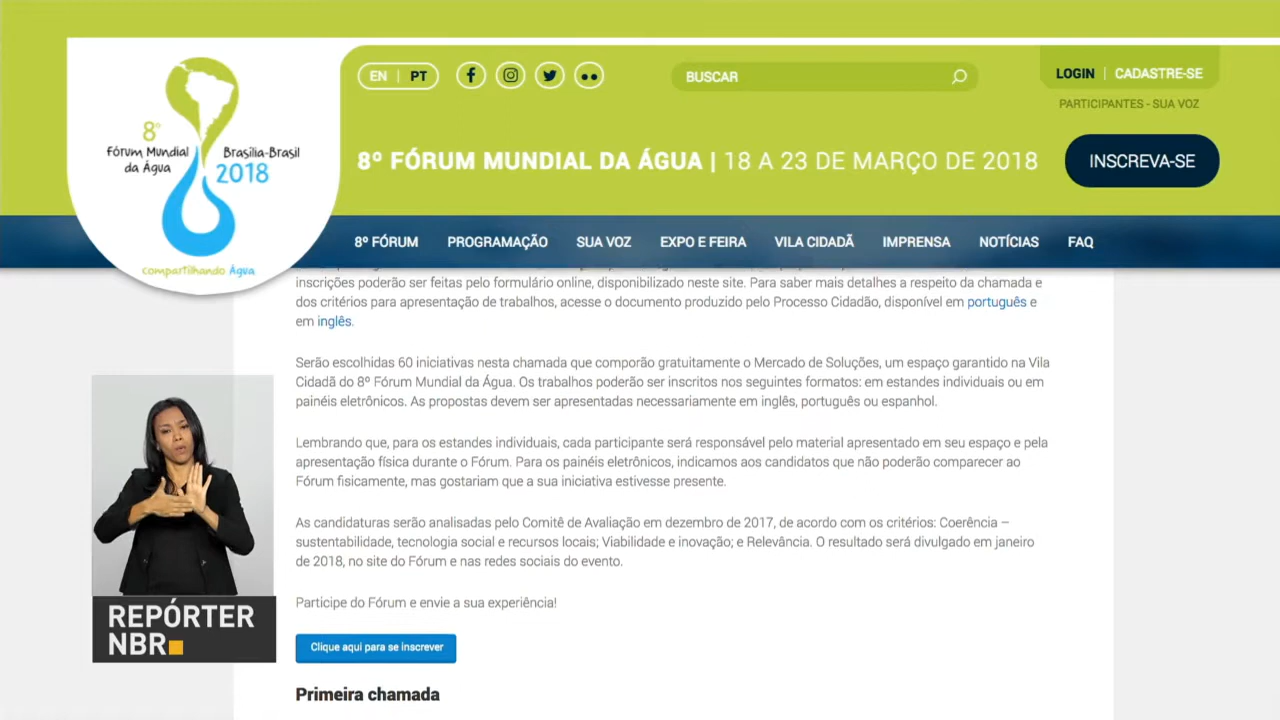 EN | PT
BUSCAR
LOGIN | CADASTRE-SE
PARTICIPANTES - SUA VOZ
8º
Fórum Mundial
da Água
Brasília-Brasil
2018
compartilhando Água
8º FÓRUM MUNDIAL DA ÁGUA | 18 A 23 DE MARÇO DE 2018
INSCREVA-SE
8º FÓRUM PROGRAMAÇÃO SUA VOZ EXPO E FEIRA VILA CIDADÃ IMPRENSA NOTÍCIAS FAQ
inscrições poderão ser feitas pelo formulário online, disponibilizado neste site. Para saber mais detalhes a respeito da chamada e
dos critérios para apresentação de trabalhos, acesse o documento produzido pelo Processo Cidadão, disponível em português e
em inglês.
Serão escolhidas 60 iniciativas nesta chamada que comporão gratuitamente o Mercado de Soluções, um espaço garantido na Vila
Cidadã do 8º Fórum Mundial da Água. Os trabalhos poderão ser inscritos nos seguintes formatos: em estandes individuais ou em
painéis eletrônicos. As propostas devem ser apresentadas necessariamente em inglês, português ou espanhol.
Lembrando que, para os estandes individuais, cada participante será responsável pelo material apresentado em seu espaço e pela
apresentação física durante o Fórum. Para os painéis eletrônicos, indicamos aos candidatos que não poderão comparecer ao
Fórum fisicamente, mas gostariam que a sua iniciativa estivesse presente.
As candidaturas serão analisadas pelo Comitê de Avaliação em dezembro de 2017, de acordo com os critérios: Coerência –
sustentabilidade, tecnologia social e recursos locais; Viabilidade e inovação; e Relevância. O resultado será divulgado em janeiro
de 2018, no site do Fórum e nas redes sociais do evento.
Participe do Fórum e envie a sua experiência!
Clique aqui para se inscrever
Primeira chamada
REPÓRTER
NBR